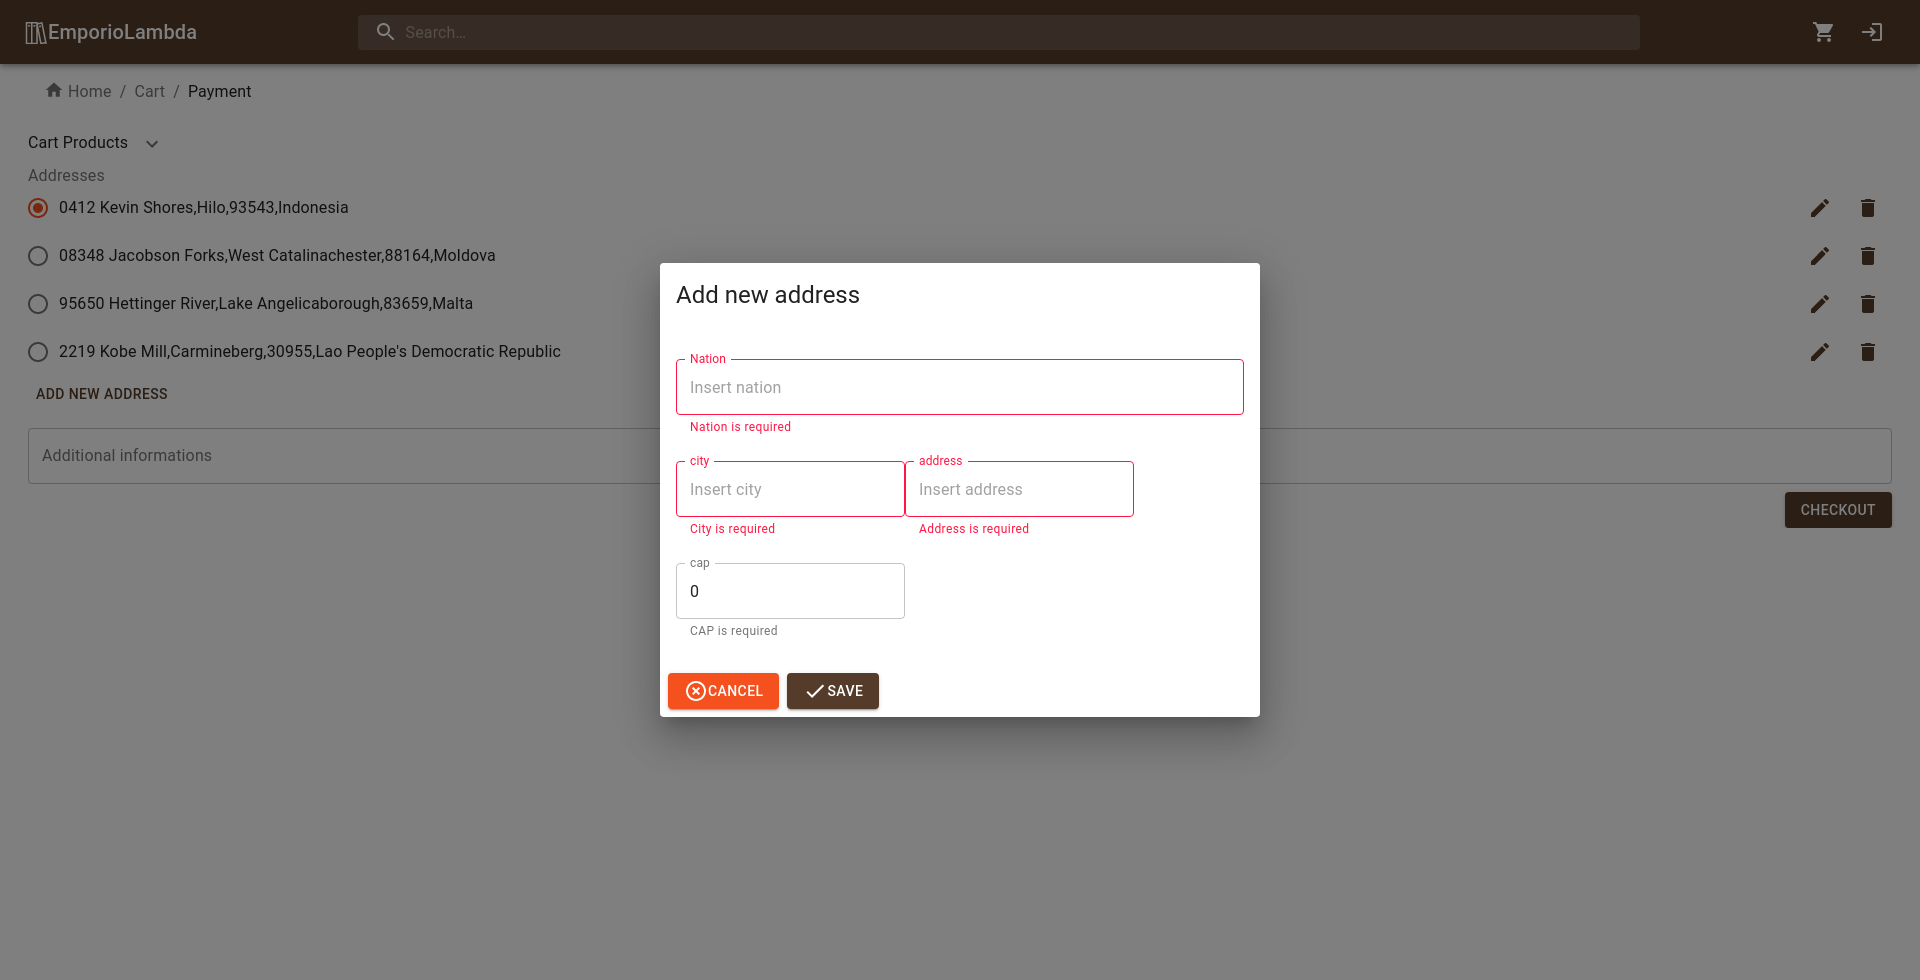 EmporioLambda
Search...
Home / Cart / Payment
Cart Products
Addresses
0412 Kevin Shores,Hilo,93543,Indonesia
08348 Jacobson Forks,West Catalinachester,88164,Moldova
95650 Hettinger River,Lake Angelicaborough,83659,Malta
2219 Kobe Mill,Carmineberg,30955,Lao People's Democratic Republic
ADD NEW ADDRESS
Additional informations
CHECKOUT
Add new address
Nation
Insert nation
Nation is required
city address
Insert city Insert address
City is required Address is required
cap
0
CAP is required
CANCEL SAVE